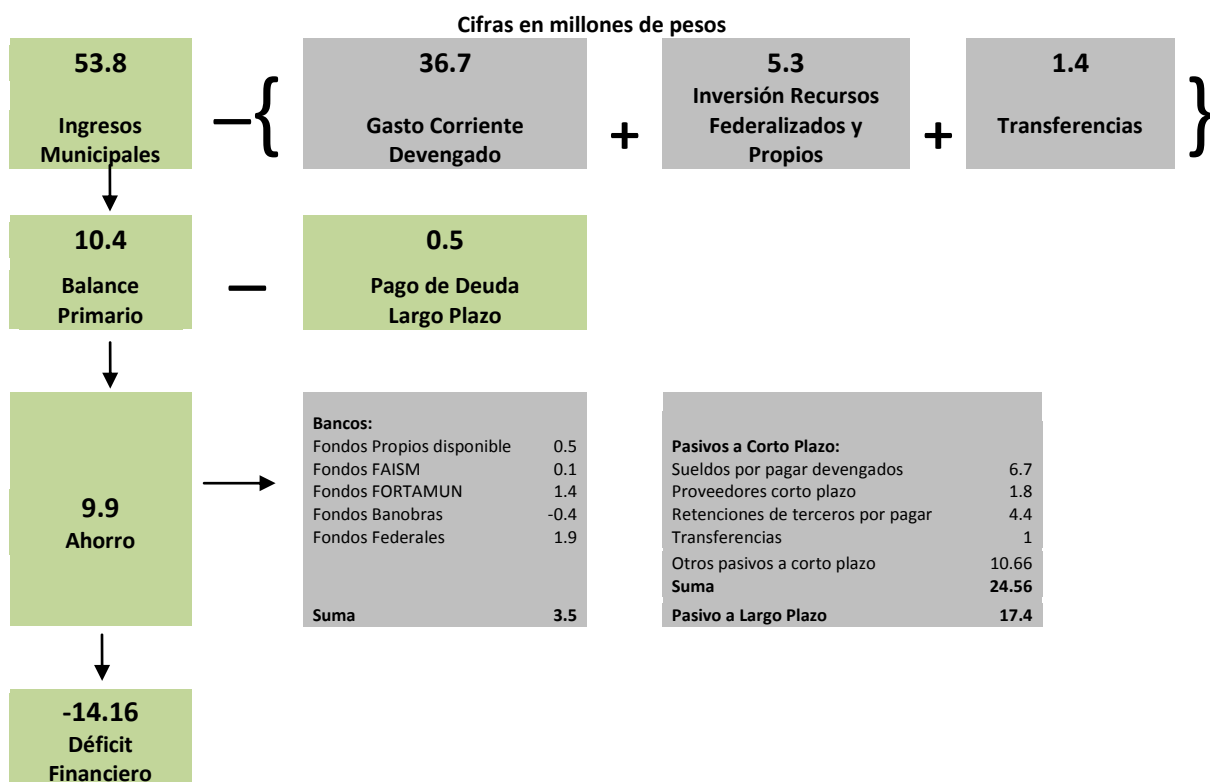 Cifras en millones de pesos
53.8
Ingresos
Municipales
—{
36.7
Gasto Corriente
Devengado
+
5.3
Inversión Recursos
Federalizados y
Propios
+
1.4
Transferencias
}
10.4
Balance
Primario
—
0.5
Pago de Deuda
Largo Plazo
9.9
Ahorro
Bancos:
Fondos Propios disponible 0.5
Fondos FAISM 0.1
Fondos FORTAMUN 1.4
Fondos Banobras -0.4
Fondos Federales 1.9
Suma 3.5
Pasivos a Corto Plazo:
Sueldos por pagar devengados 6.7
Proveedores corto plazo 1.8
Retenciones de terceros por pagar 4.4
Transferencias 1
Otros pasivos a corto plazo 10.66
Suma 24.56
Pasivo a Largo Plazo 17.4
-14.16
Déficit
Financiero